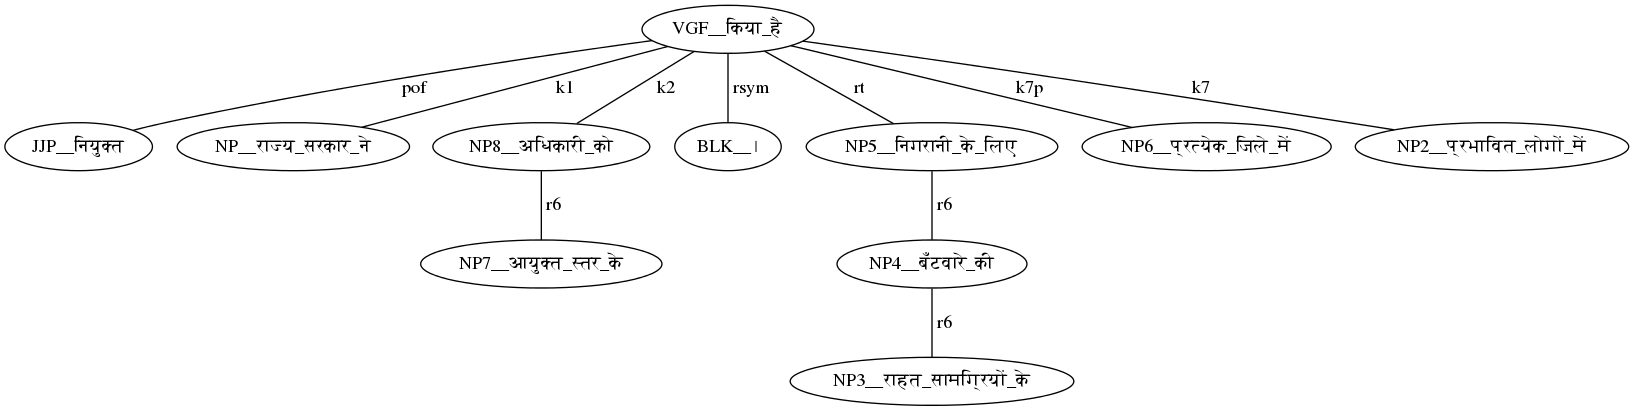 VGF__किया_है
pof k1 k2 rsym rt k7p k7
JJP__नियुक्त NP__राज्य_सरकार_ने NP8__अधिकारी_को BLK__। NP5__निगरानी_के_लिए NP6__प्रत्येक_जिले_में NP2__प्रभावित_लोगों_में
r6 r6
NP7__आयुक्त_स्तर_के NP4__बँटवारे_की
r6
NP3__राहत_सामग्रियों_के